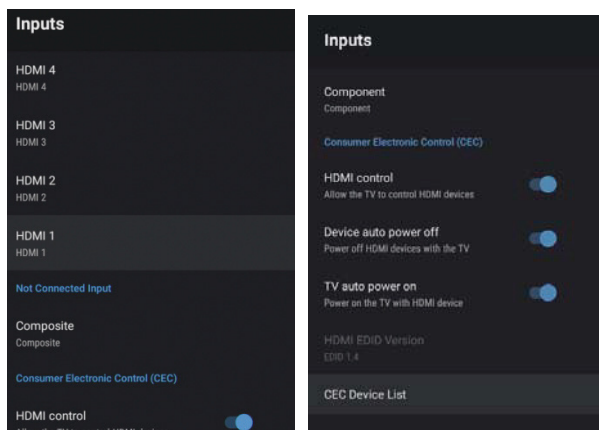 Inputs
HDMI 4
HDMI 4
HDMI 3
HDMI 3
HDMI 2
HDMI 2
HDMI 1
HDMI 1
Not Connected Input
Composite
Composite
Consumer Electronic Control (CEC)
HDMI control
Inputs
Component
Component
Consumer Electronic Control (CEC)
HDMI control
Allow the TV to control HDMI devices
Device auto power off
Power off HDMI devices with the TV
TV auto power on
Power on the TV with HDMI device
HDMI EDID Version
EDID 1.4
CEC Device List